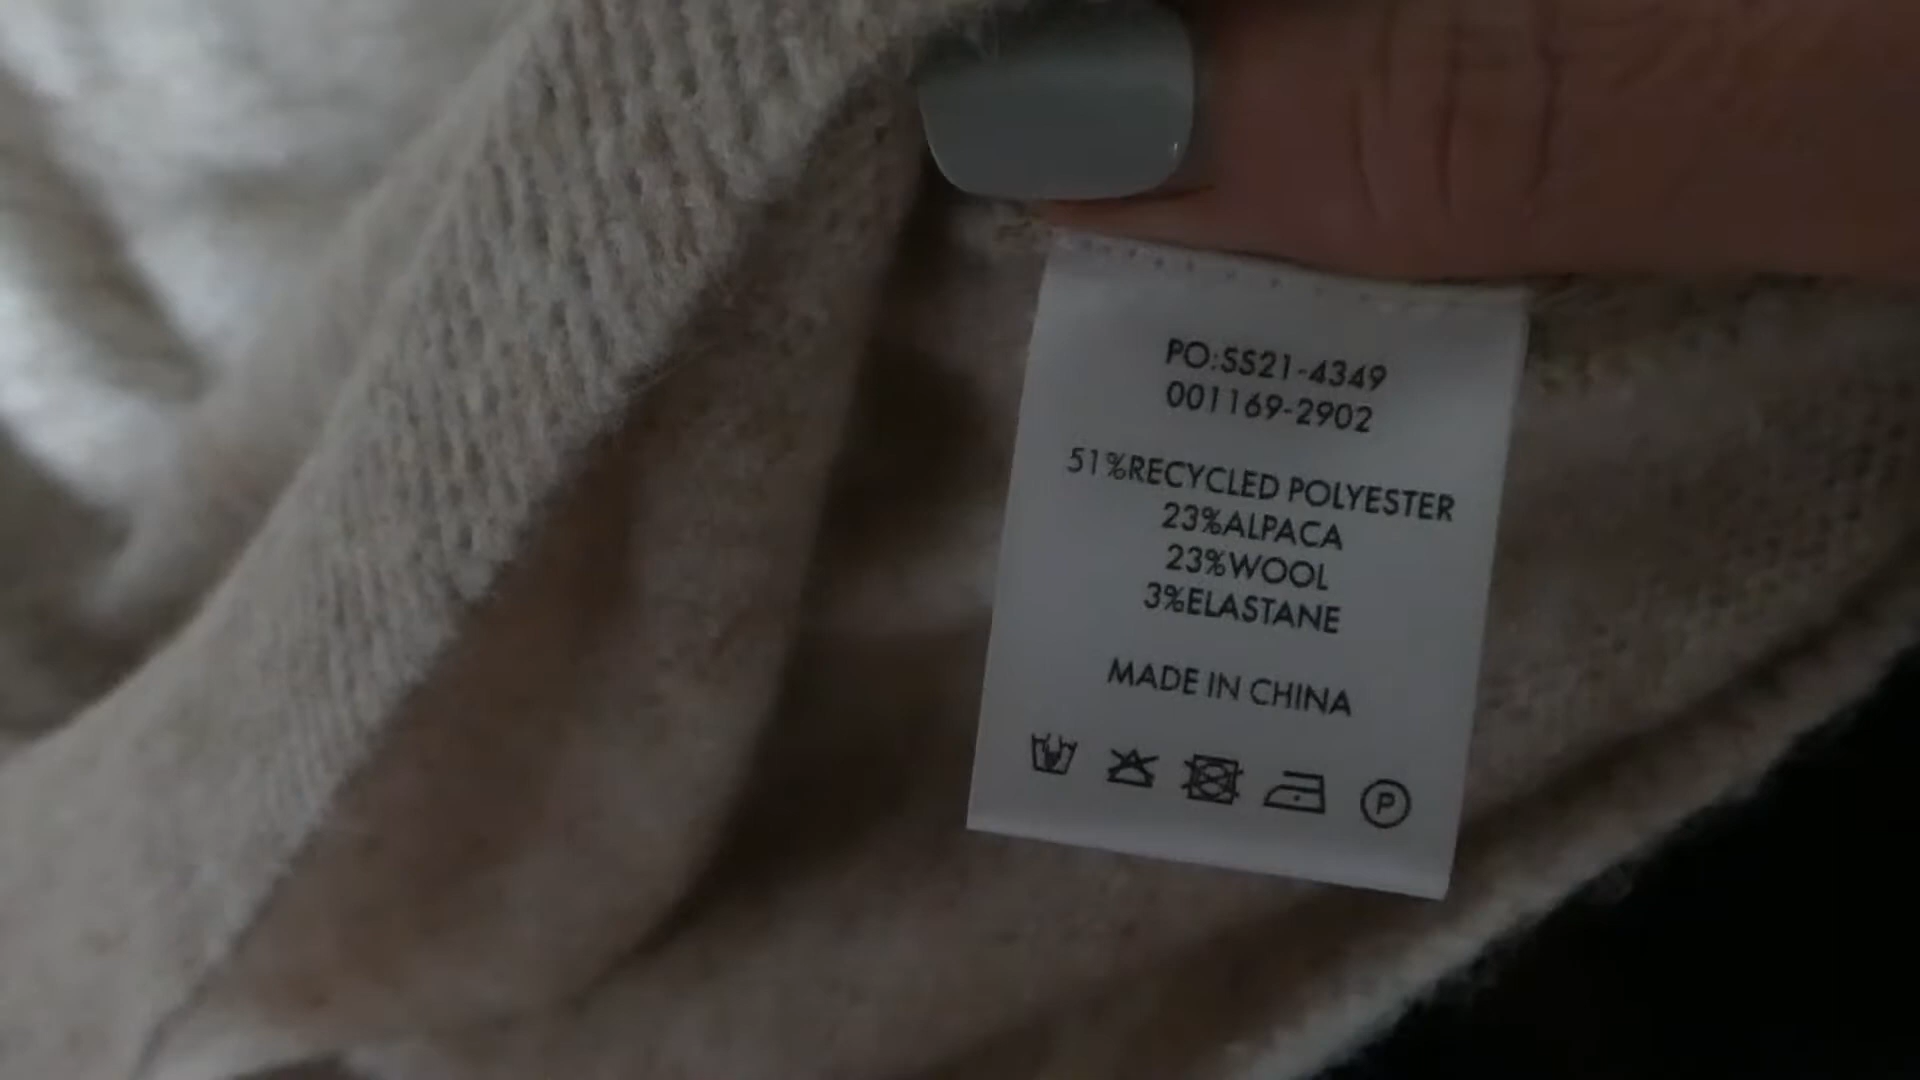 PO:SS21-4349
001169-2902
51%RECYCLED POLYESTER
23%ALPACA
23%WOOL
3%ELASTANE
MADE IN CHINA
P